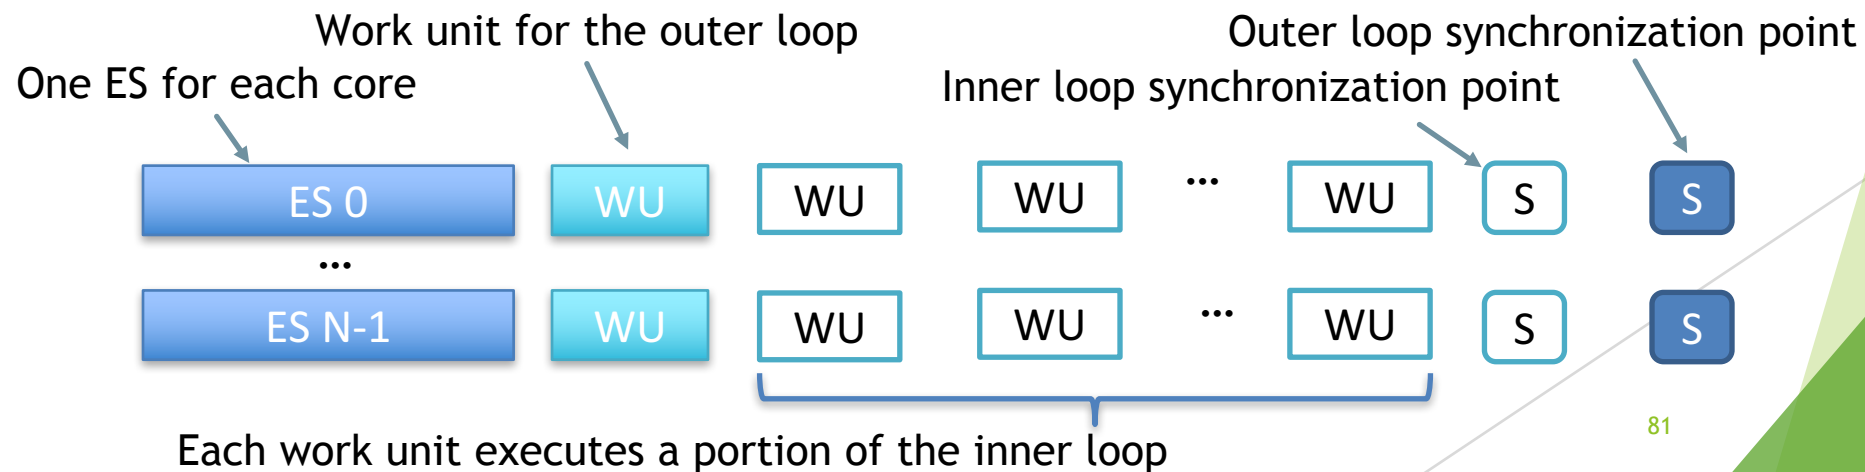 Work unit for the outer loop
Outer loop synchronization point
One ES for each core
Inner loop synchronization point
ES 0 WU WU WU ... WU S S
...
ES N-1 WU WU WU ... WU S S
81
Each work unit executes a portion of the inner loop